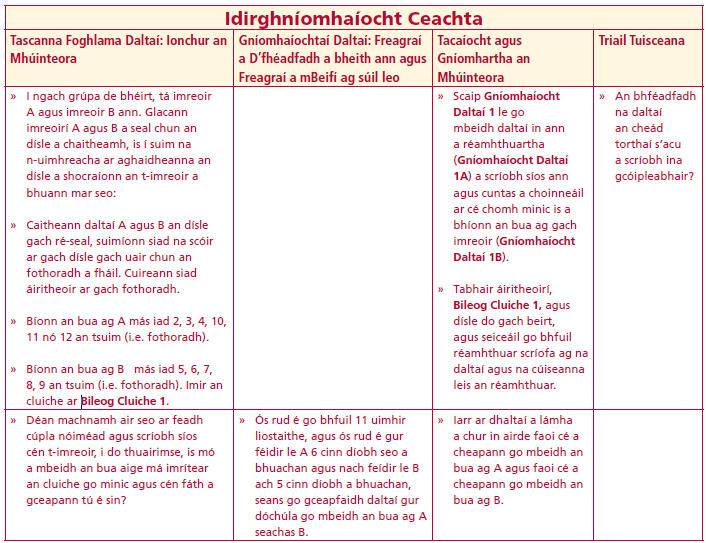 Idirghníomhaíocht Ceachta
Tascanna Foghlama Daltaí: Ionchur an
Mhúinteora
Gníomhaíochtaí Daltaí: Freagraí
a D'fhéadfadh a bheith ann agus
Freagraí a mBeifí ag súil leo
Tacaíocht agus
Gníomhartha an
Mhúinteora
Triail Tuisceana
» I ngach grúpa de bhéirt, tá imreoir
A agus imreoir B ann. Glacann
imreoirí A agus B a seal chun an
dísle a chaitheamh, is í suim na
n-uimhreacha ar aghaidheanna an
dísle a shocraíonn an t-imreoir a
bhuann mar seo:
» Caitheann daltaí A agus B an dísle
gach ré-seal, suimíonn siad na scóir
ar gach dísle gach uair chun an
fothoradh a fháil. Cuireann siad
áiritheoir ar gach fothoradh.
» Bíonn an bua ag A más iad 2, 3, 4, 10,
11 nó 12 an tsuim (i.e. fothoradh).
» Bíonn an bua ag B más iad 5, 6, 7,
8, 9 an tsuim (i.e. fothoradh). Imir an
cluiche ar Bileog Cluiche 1.
» Scaip Gníomhaíocht
Daltaí 1 le go
mbeidh daltaí in ann
a réamhthuartha
(Gníomhaíocht Daltaí
1A) a scríobh síos ann
agus cuntas a choinneáil
ar cé chomh minic is a
bhíonn an bua ag gach
imreoir (Gníomhaíocht
Daltaí 1B).
» Tabhair áiritheoirí,
Bileog Cluiche 1, agus
dísle do gach beirt,
agus seiceáil go bhfuil
réamhthuar scríofa ag na
daltaí agus na cúiseanna
leis an réamhthuar.
» An bhféadfadh
na daltaí
an chéad
torthaí s'acu
a scríobh ina
gcóipleabhair?
» Déan machnamh air seo ar feadh
cúpla nóiméad agus scríobh síos
cén t-imreoir, i do thuairimse, is mó
a mbeidh an bua aige má imrítear
an cluiche go minic agus cén fáth a
gceapann tú é sin?
» Ós rud é go bhfuil 11 uimhir
liostaithe, agus ós rud é gur
féidir le A 6 cinn díobh seo a
bhuachan agus nach feidir le B
ach 5 cinn díobh a bhuachan,
seans go gceapfaidh daltaí gur
dóchúla go mbeidh an bua ag A
seachas B.
» Iarr ar dhaltaí a lámha
a chur in airde faoi cé a
cheapann go mbeidh an
bua ag A agus faoi cé a
cheapann go mbeidh an
bua ag B.